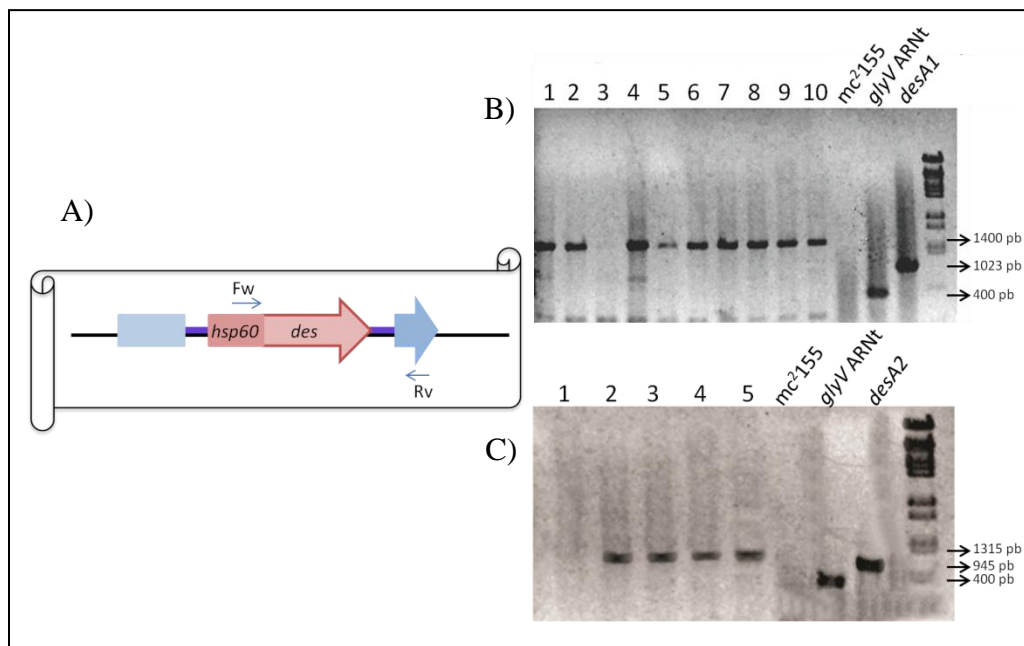 A)
Fw
hsp60 des
Rv
B)
1 2 3 4 5 6 7 8 9 10 mc²155 glyV ARNt desA1
1400 pb
1023 pb
400 pb
C)
1 2 3 4 5 mc²155 glyV ARNt desA2
1315 pb
945 pb
400 pb